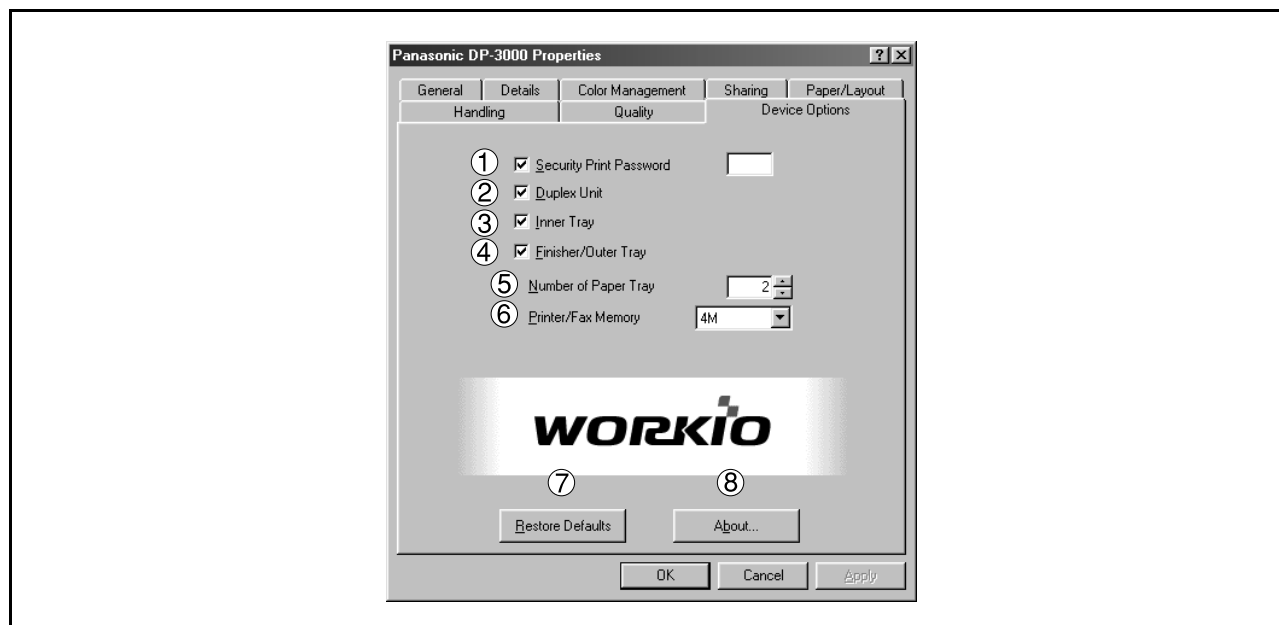 Panasonic DP-3000 Properties
General Details Color Management Sharing Paper/Layout
Handling Quality Device Options
① Security Print Password
② Duplex Unit
③ Inner Tray
④ Finisher/Outer Tray
⑤ Number of Paper Tray 2
⑥ Printer/Fax Memory 4M
WORKiO
⑦ ⑧
Restore Defaults About...
OK Cancel Apply